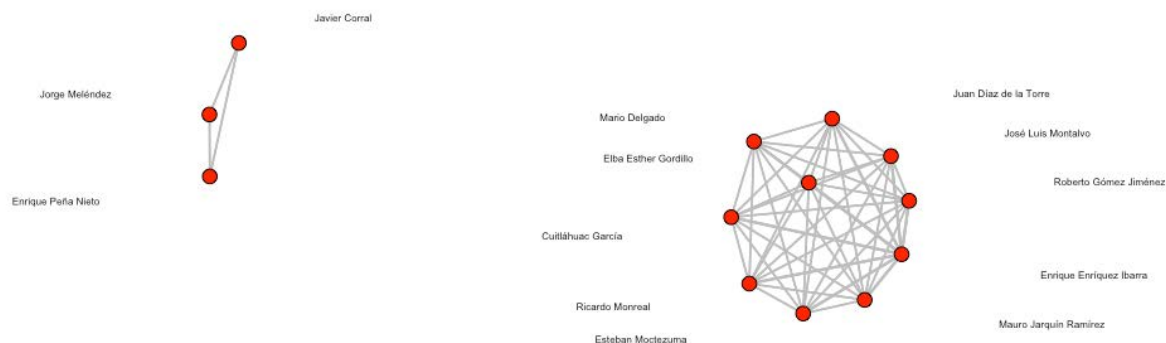 Javier Corral
Jorge Meléndez
Enrique Peña Nieto
Juan Díaz de la Torre
Mario Delgado
José Luis Montalvo
Elba Esther Gordillo
Roberto Gómez Jiménez
Cuitláhuac García
Enrique Enríquez Ibarra
Ricardo Monreal
Mauro Jarquín Ramírez
Esteban Moctezuma